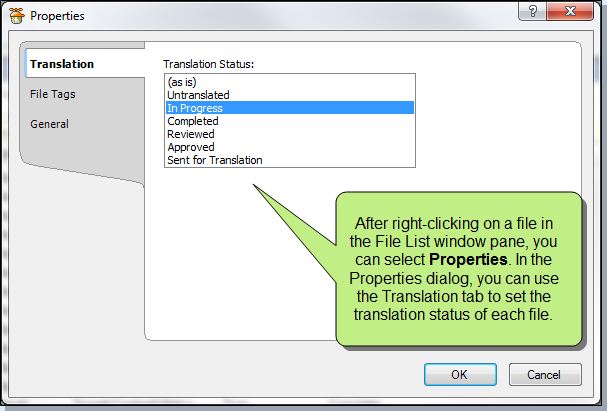 Properties
Translation
File Tags
General
Translation Status:
(as is)
Untranslated
In Progress
Completed
Reviewed
Approved
Sent for Translation
After right-clicking on a file in
the File List window pane, you
can select Properties. In the
Properties dialog, you can use
the Translation tab to set the
translation status of each file.
OK
Cancel